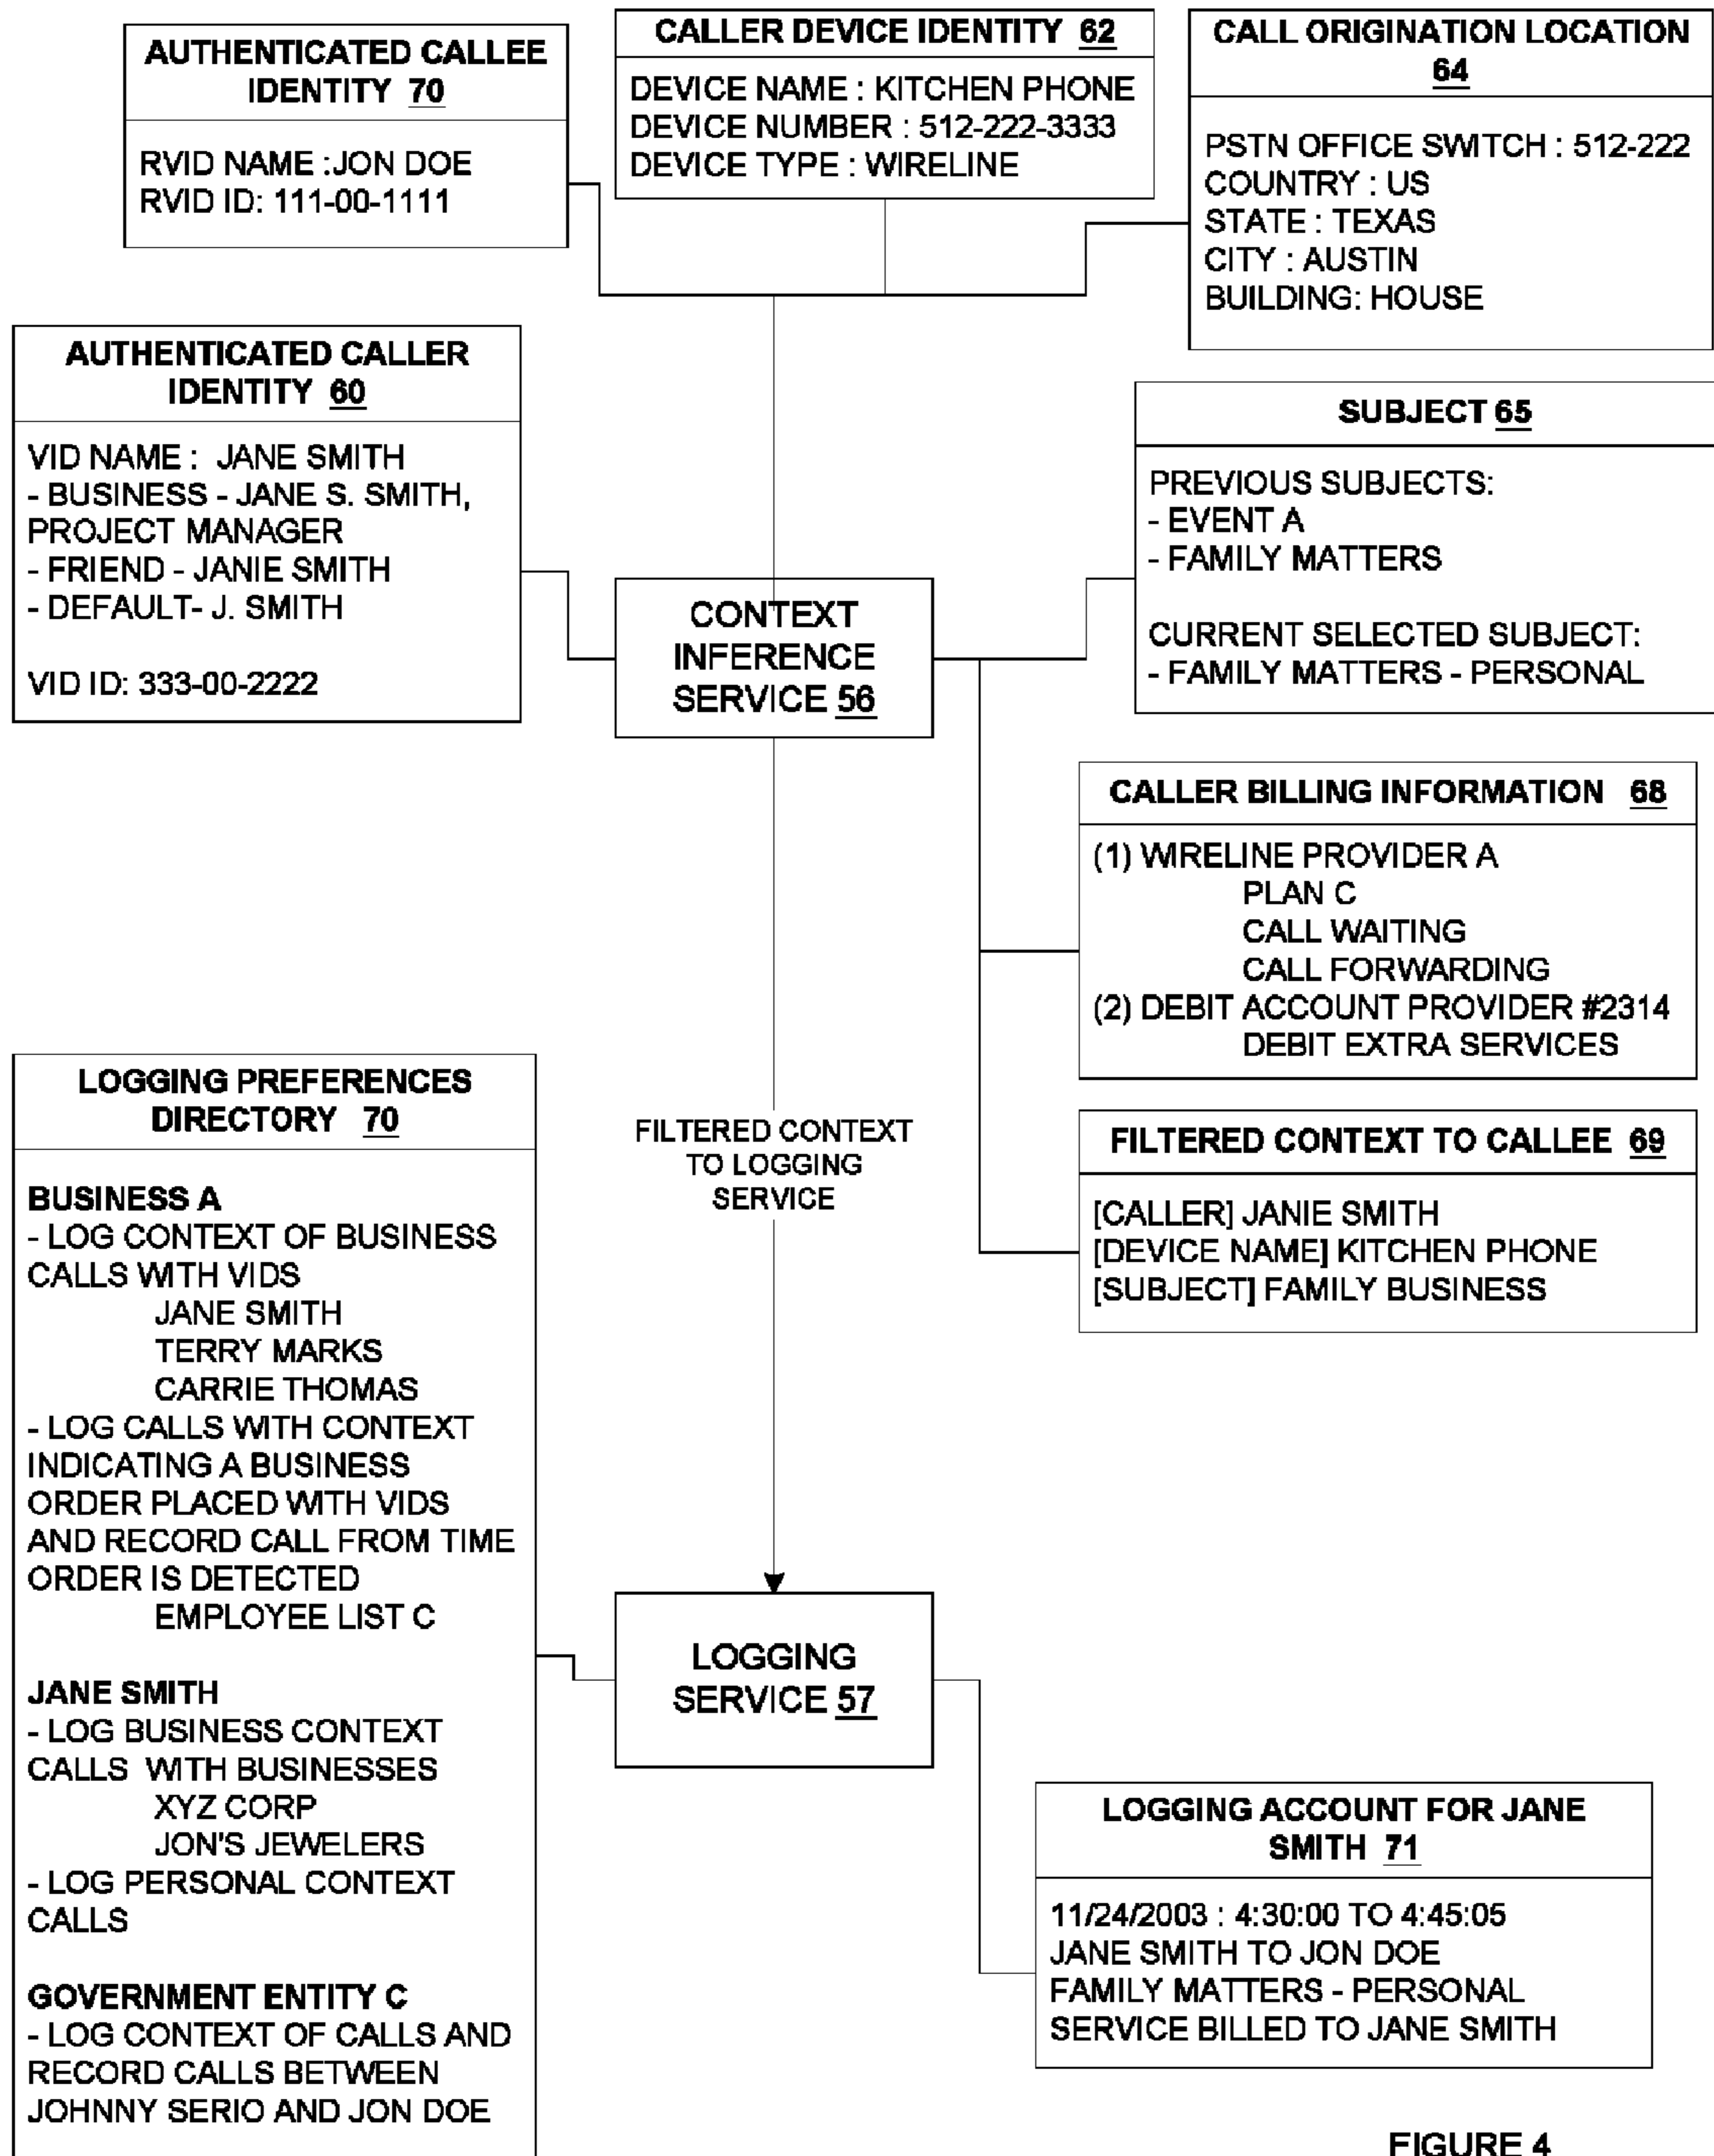 AUTHENTICATED CALLEE
IDENTITY 70
RVID NAME :JON DOE
RVID ID: 111-00-1111
CALLER DEVICE IDENTITY 62
DEVICE NAME : KITCHEN PHONE
DEVICE NUMBER : 512-222-3333
DEVICE TYPE : WIRELINE
CALL ORIGINATION LOCATION
64
PSTN OFFICE SWITCH : 512-222
COUNTRY : US
STATE : TEXAS
CITY : AUSTIN
BUILDING: HOUSE
AUTHENTICATED CALLER
IDENTITY 60
VID NAME : JANE SMITH
- BUSINESS - JANE S. SMITH,
PROJECT MANAGER
- FRIEND - JANIE SMITH
- DEFAULT- J. SMITH
VID ID: 333-00-2222
CONTEXT
INFERENCE
SERVICE 56
SUBJECT 65
PREVIOUS SUBJECTS:
- EVENT A
- FAMILY MATTERS
CURRENT SELECTED SUBJECT:
- FAMILY MATTERS - PERSONAL
CALLER BILLING INFORMATION 68
(1) WIRELINE PROVIDER A
PLAN C
CALL WAITING
CALL FORWARDING
(2) DEBIT ACCOUNT PROVIDER #2314
DEBIT EXTRA SERVICES
FILTERED CONTEXT TO CALLEE 69
[CALLER] JANIE SMITH
[DEVICE NAME] KITCHEN PHONE
[SUBJECT] FAMILY BUSINESS
FILTERED CONTEXT
TO LOGGING
SERVICE
LOGGING PREFERENCES
DIRECTORY 70
BUSINESS A
- LOG CONTEXT OF BUSINESS
CALLS WITH VIDS
JANE SMITH
TERRY MARKS
CARRIE THOMAS
- LOG CALLS WITH CONTEXT
INDICATING A BUSINESS
ORDER PLACED WITH VIDS
AND RECORD CALL FROM TIME
ORDER IS DETECTED
EMPLOYEE LIST C
JANE SMITH
- LOG BUSINESS CONTEXT
CALLS WITH BUSINESSES
XYZ CORP
JON'S JEWELERS
- LOG PERSONAL CONTEXT
CALLS
GOVERNMENT ENTITY C
- LOG CONTEXT OF CALLS AND
RECORD CALLS BETWEEN
JOHNNY SERIO AND JON DOE
LOGGING
SERVICE 57
LOGGING ACCOUNT FOR JANE
SMITH 71
11/24/2003 : 4:30:00 TO 4:45:05
JANE SMITH TO JON DOE
FAMILY MATTERS - PERSONAL
SERVICE BILLED TO JANE SMITH
FIGURE 4